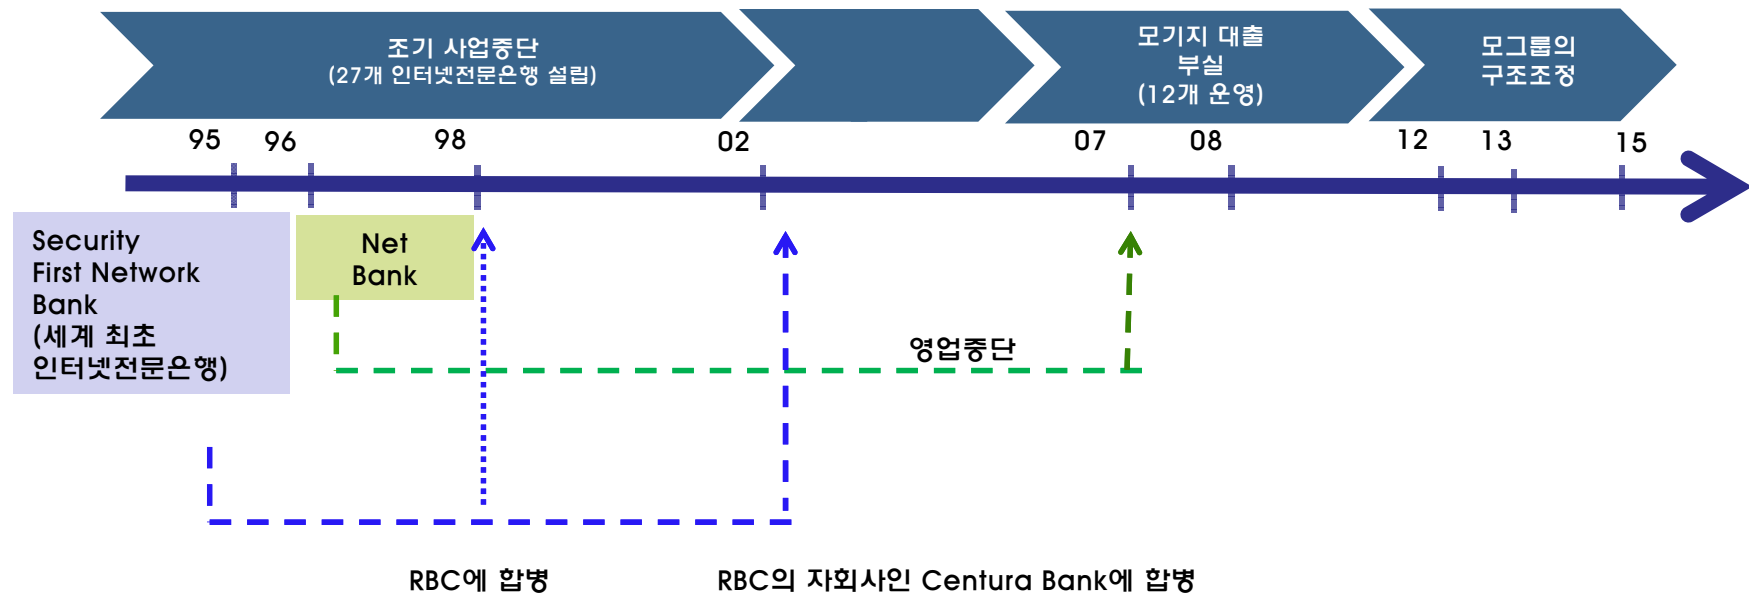 조기 사업중단
(27개 인터넷전문은행 설립)
모기지 대출
부실
(12개 운영)
모그룹의
구조조정
95
96
98
02
07
08
12
13
15
Security
First Network
Bank
(세계 최초
인터넷전문은행)
Net
Bank
영업중단
RBC에 합병
RBC의 자회사인 Centura Bank에 합병